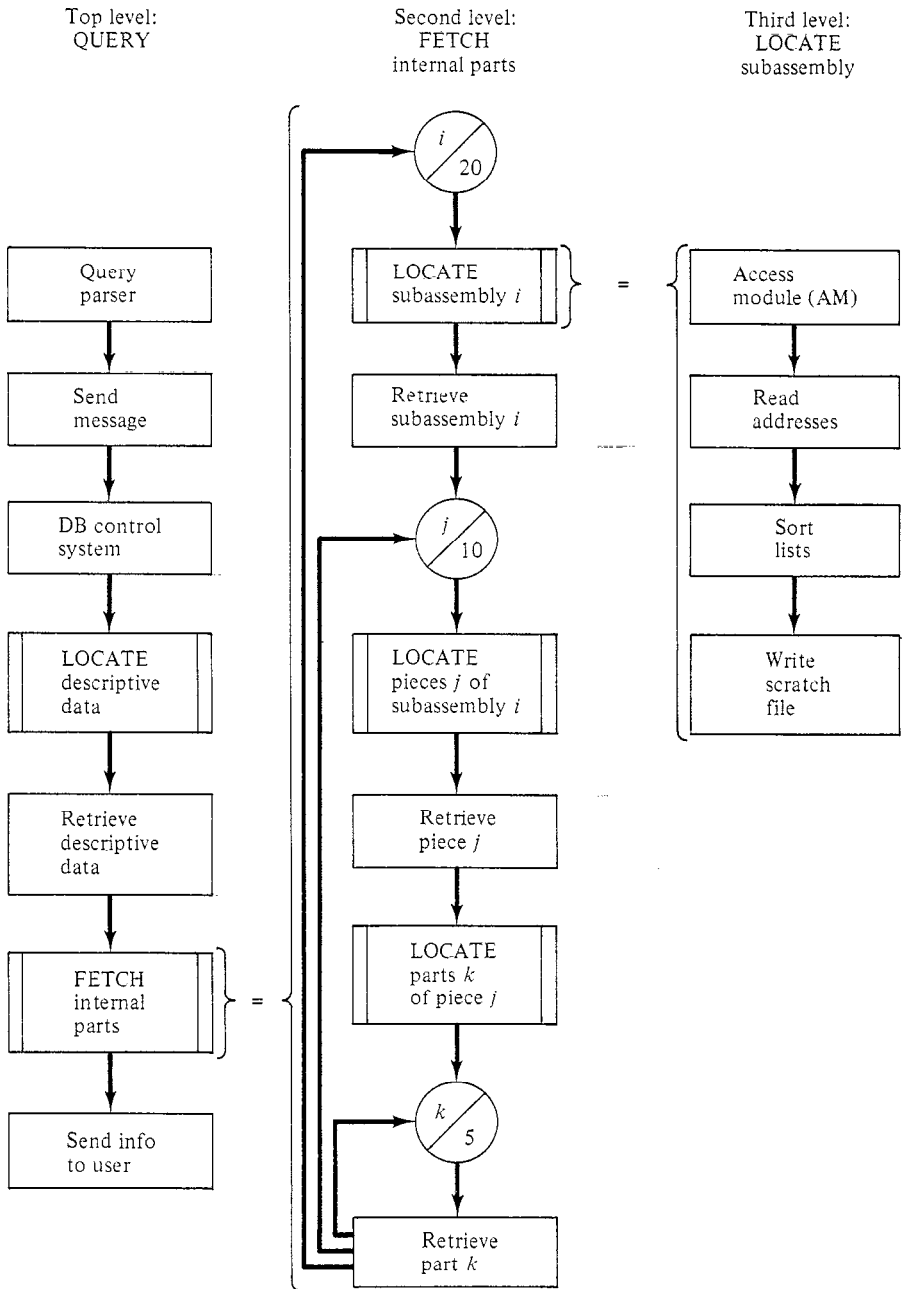 Top level:
QUERY
Query
parser
Send
message
DB control
system
LOCATE
descriptive
data
Retrieve
descriptive
data
FETCH
internal
parts
Send info
to user
=
Second level:
FETCH
internal parts
i
20
LOCATE
subassembly i
Retrieve
subassembly i
j
10
LOCATE
pieces j of
subassembly i
Retrieve
piece j
LOCATE
parts k
of piece j
k
5
Retrieve
part k
=
Third level:
LOCATE
subassembly
Access
module (AM)
Read
addresses
Sort
lists
Write
scratch
file